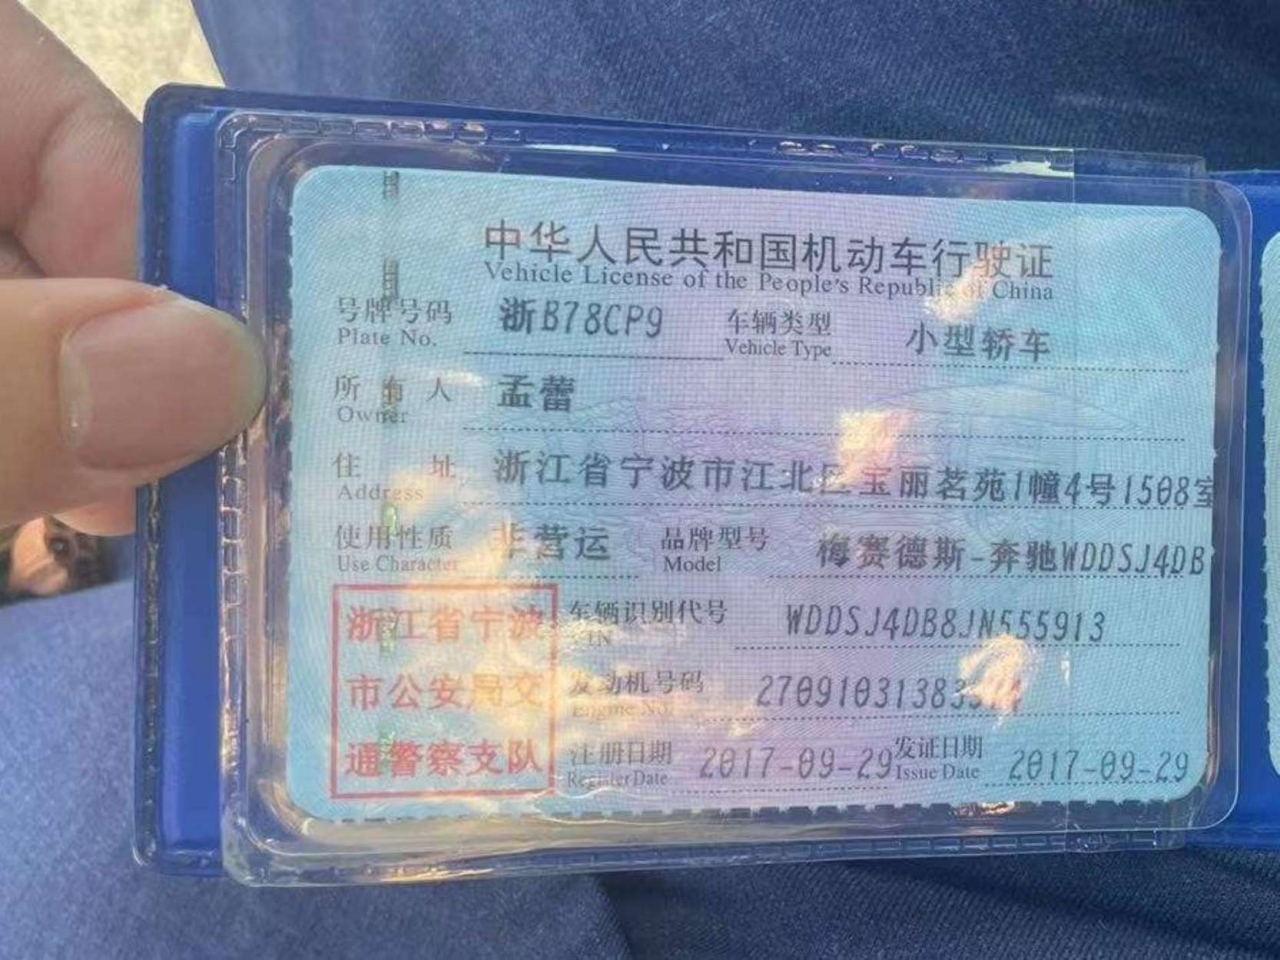 中华人民共和国机动车行驶证
Vehicle License of the People's Republic of China
号牌号码 浙B78CP9 车辆类型 小型轿车
Plate No. Vehicle Type
所有人 孟蕾
Owner
住址 浙江省宁波市江北区宝丽茗苑1幢4号1508室
Address
使用性质 非营运 品牌型号 梅赛德斯-奔驰WDDSJ4DB
Use Character Model
浙江省宁波 车辆识别代号 WDDSJ4DB8JN555913
VIN
市公安局交 发动机号码
Engine No.
通警察支队 注册日期 2017-09-29 发证日期 2017-09-29
Register Date Issue Date